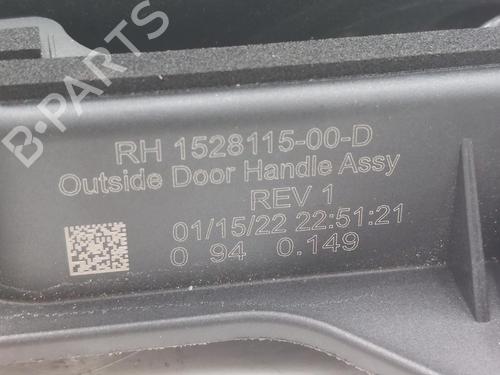 B-PARTS
RH 1528115-00-D
Outside Door Handle Assy
REV 1
01/15/22 22:51:21
0 94 0.149